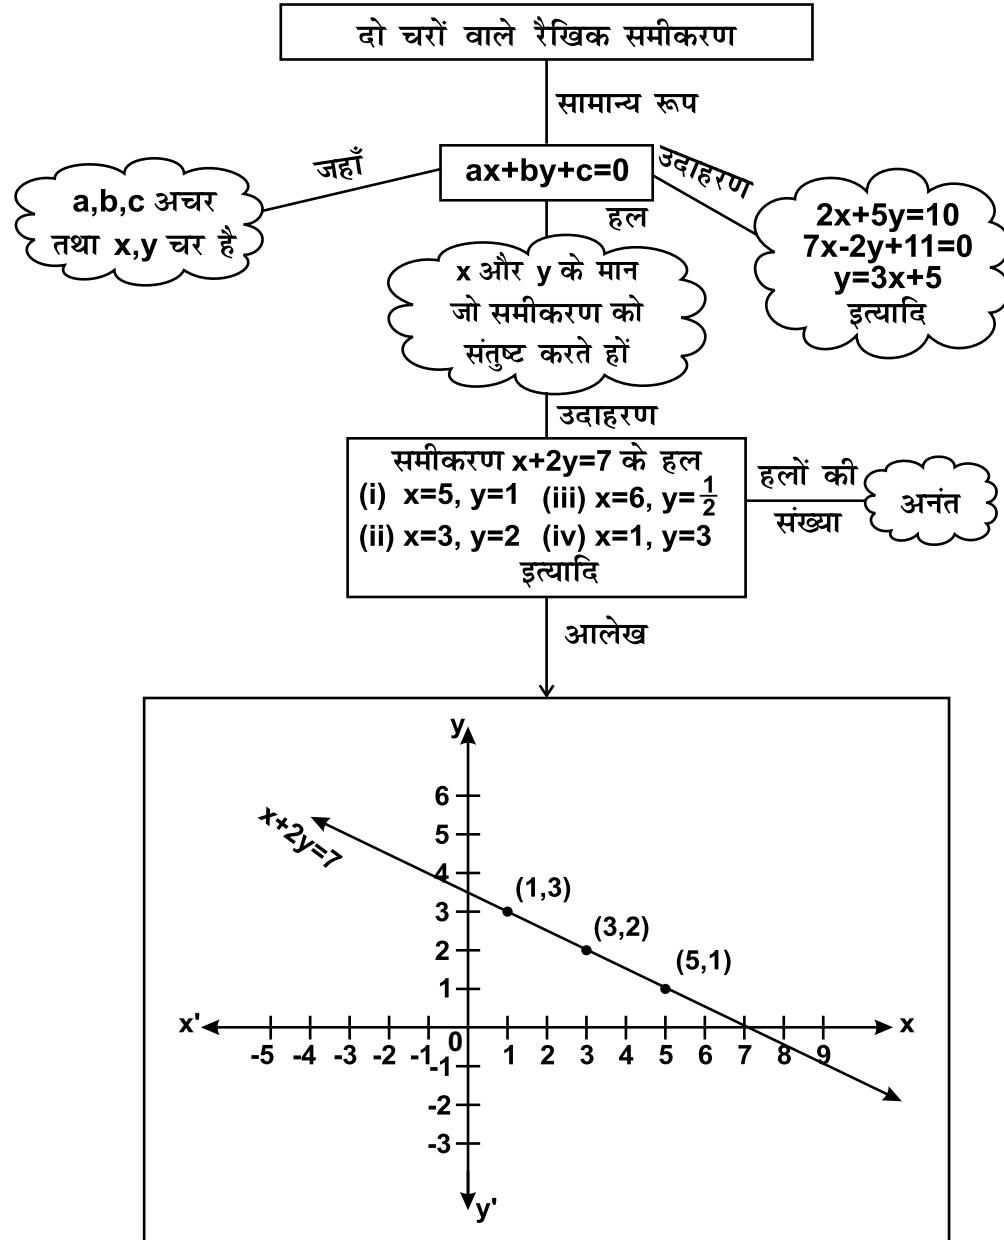 दो चरों वाले रैखिक समीकरण
सामान्य रूप
जहाँ
ax+by+c=0
उदाहरण
a,b,c अचर
तथा x,y चर है
हल
2x+5y=10
7x-2y+11=0
y=3x+5
इत्यादि
x और y के मान
जो समीकरण को
संतुष्ट करते हों
उदाहरण
समीकरण x+2y=7 के हल
(i) x=5, y=1 (iii) x=6, y=1/2
(ii) x=3, y=2 (iv) x=1, y=3
इत्यादि
हलों की
संख्या
अनंत
आलेख
y
6
5
4
3
2
1
x+2y=7
(1,3)
(3,2)
(5,1)
x'
x
-5 -4 -3 -2 -1 0 1 2 3 4 5 6 7 8 9
-1
-2
-3
y'